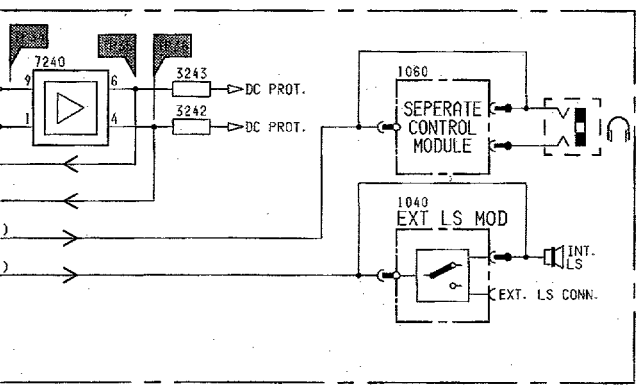 7240
9
6
1
4
3243
DC PROT.
3242
DC PROT.
1060
SEPERATE
CONTROL
MODULE
)
)
1040
EXT LS MOD
INT.
LS
EXT. LS CONN.